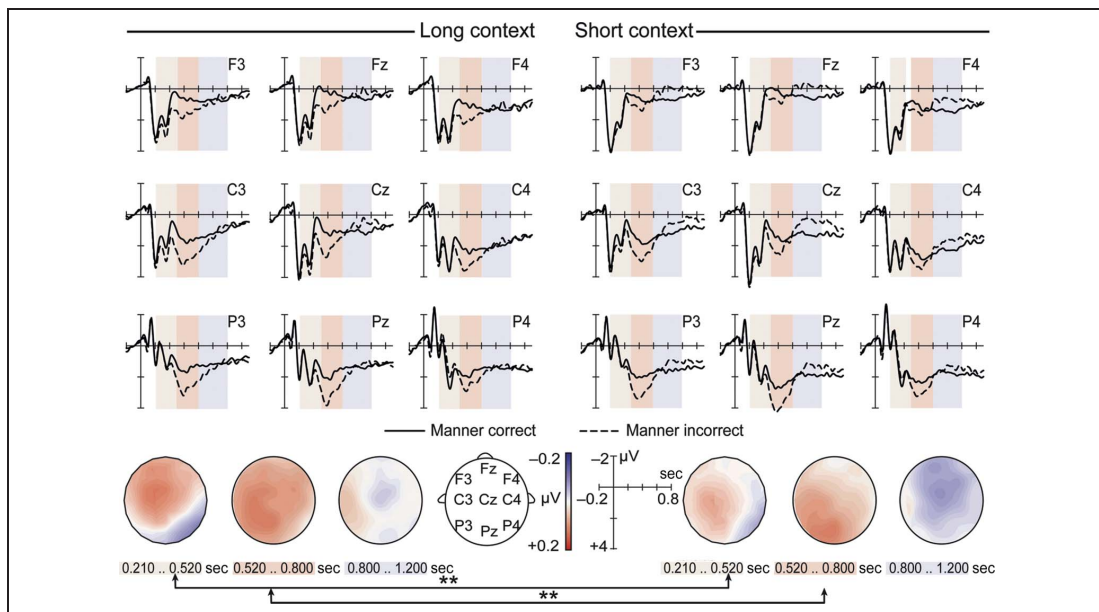 Long context Short context
F3 Fz F4 F3 Fz F4
C3 Cz C4 C3 Cz C4
P3 Pz P4 P3 Pz P4
Manner correct Manner incorrect
Fz
F3 F4
C3 Cz C4
P3 P4
Pz
–0.2
μV
+0.2
–2 μV
–0.2
+4
sec
0.8
0.210 .. 0.520 sec 0.520 .. 0.800 sec 0.800 .. 1.200 sec 0.210 .. 0.520 sec 0.520 .. 0.800 sec 0.800 .. 1.200 sec
**
**